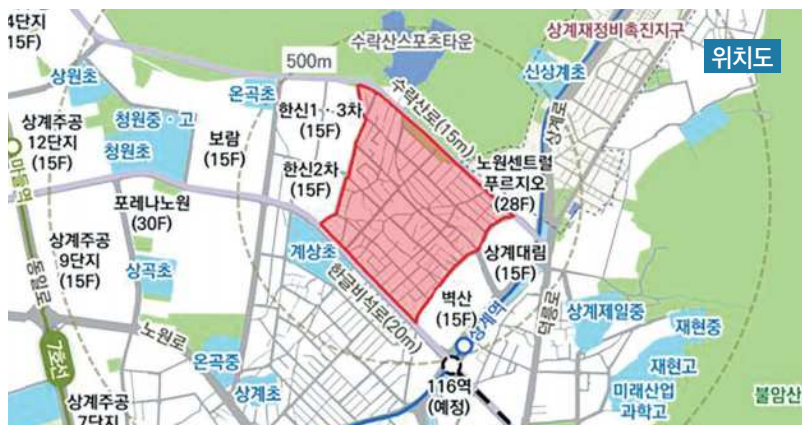 4단지
(15F)
상원초
상계주공
12단지
(15F)
마들역
청원중·고
청원초
보람
(15F)
온곡초
500m
한신1·3차
(15F)
한신2차
(15F)
수락산스포츠타운
수락산로(15m)
상계재정비촉진지구
위치도
신상계초
상계로
노원센트럴
푸르지오
(28F)
포레나노원
(30F)
상계주공
9단지
(15F)
상곡초
계상초
한글비석로(20m)
상계대림
(15F)
벽산
(15F)
상계역
덕릉로
동일로
노원로
7호선
온곡중
상계초
116역
(예정)
상계제일중
재현중
재현고
미래산업
과학고
불암산
상계주공
7단지